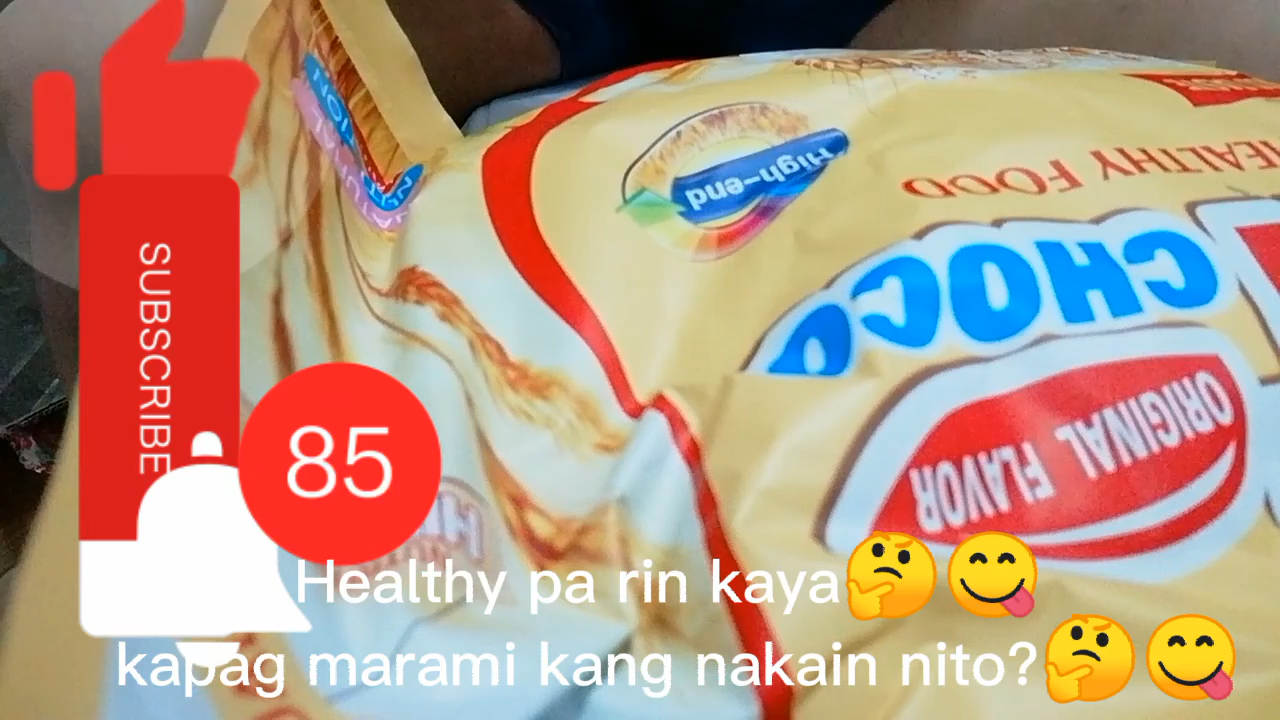 SUBSCRIBE
85
High-end
HEALTHY FOOD
CHOCO
ORIGINAL FLAVOR
Healthy pa rin kaya🤔😋
kapag marami kang nakain nito?🤔😋